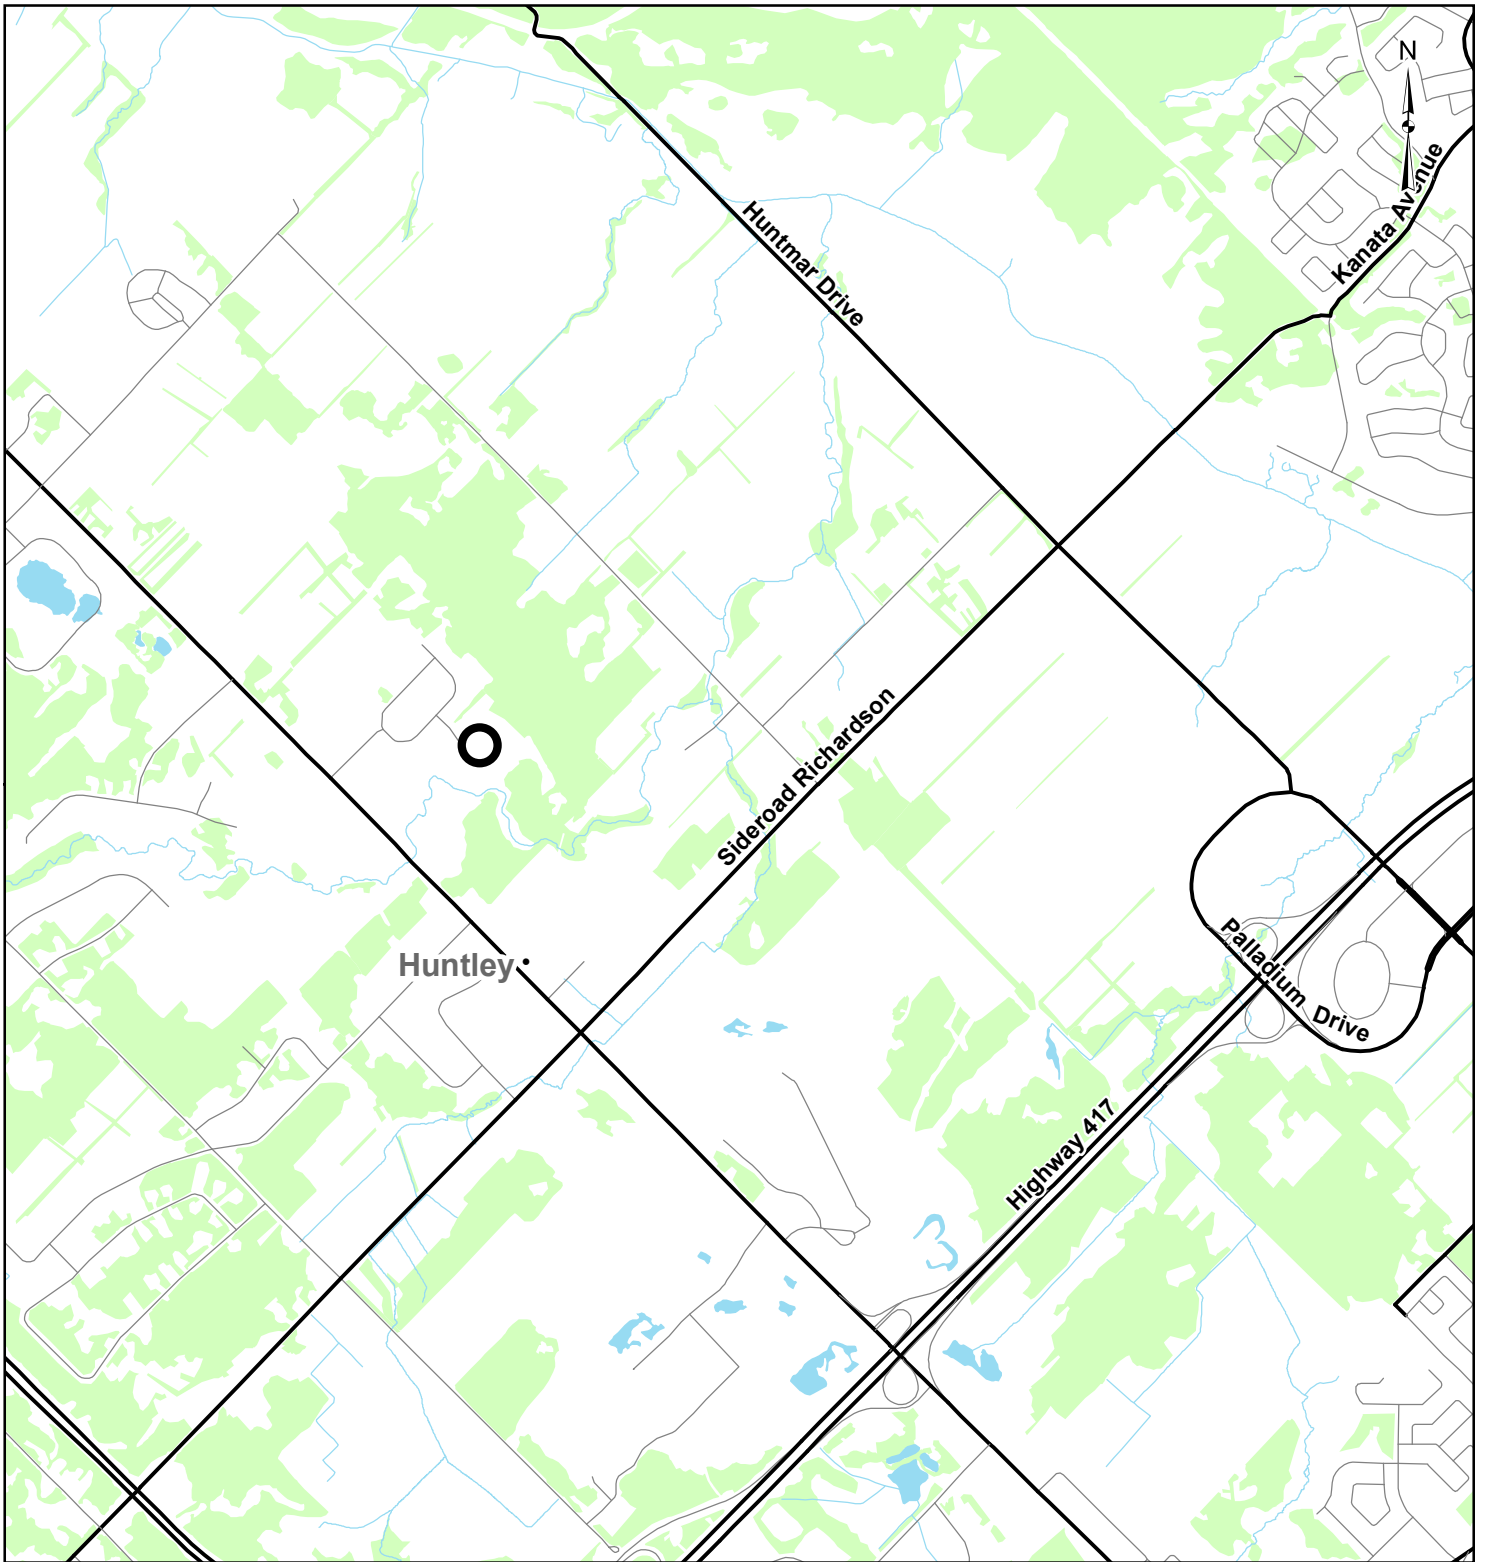 N
Kanata Avenue
Huntmar Drive
Sideroad Richardson
Palladium Drive
Huntley
Highway 417